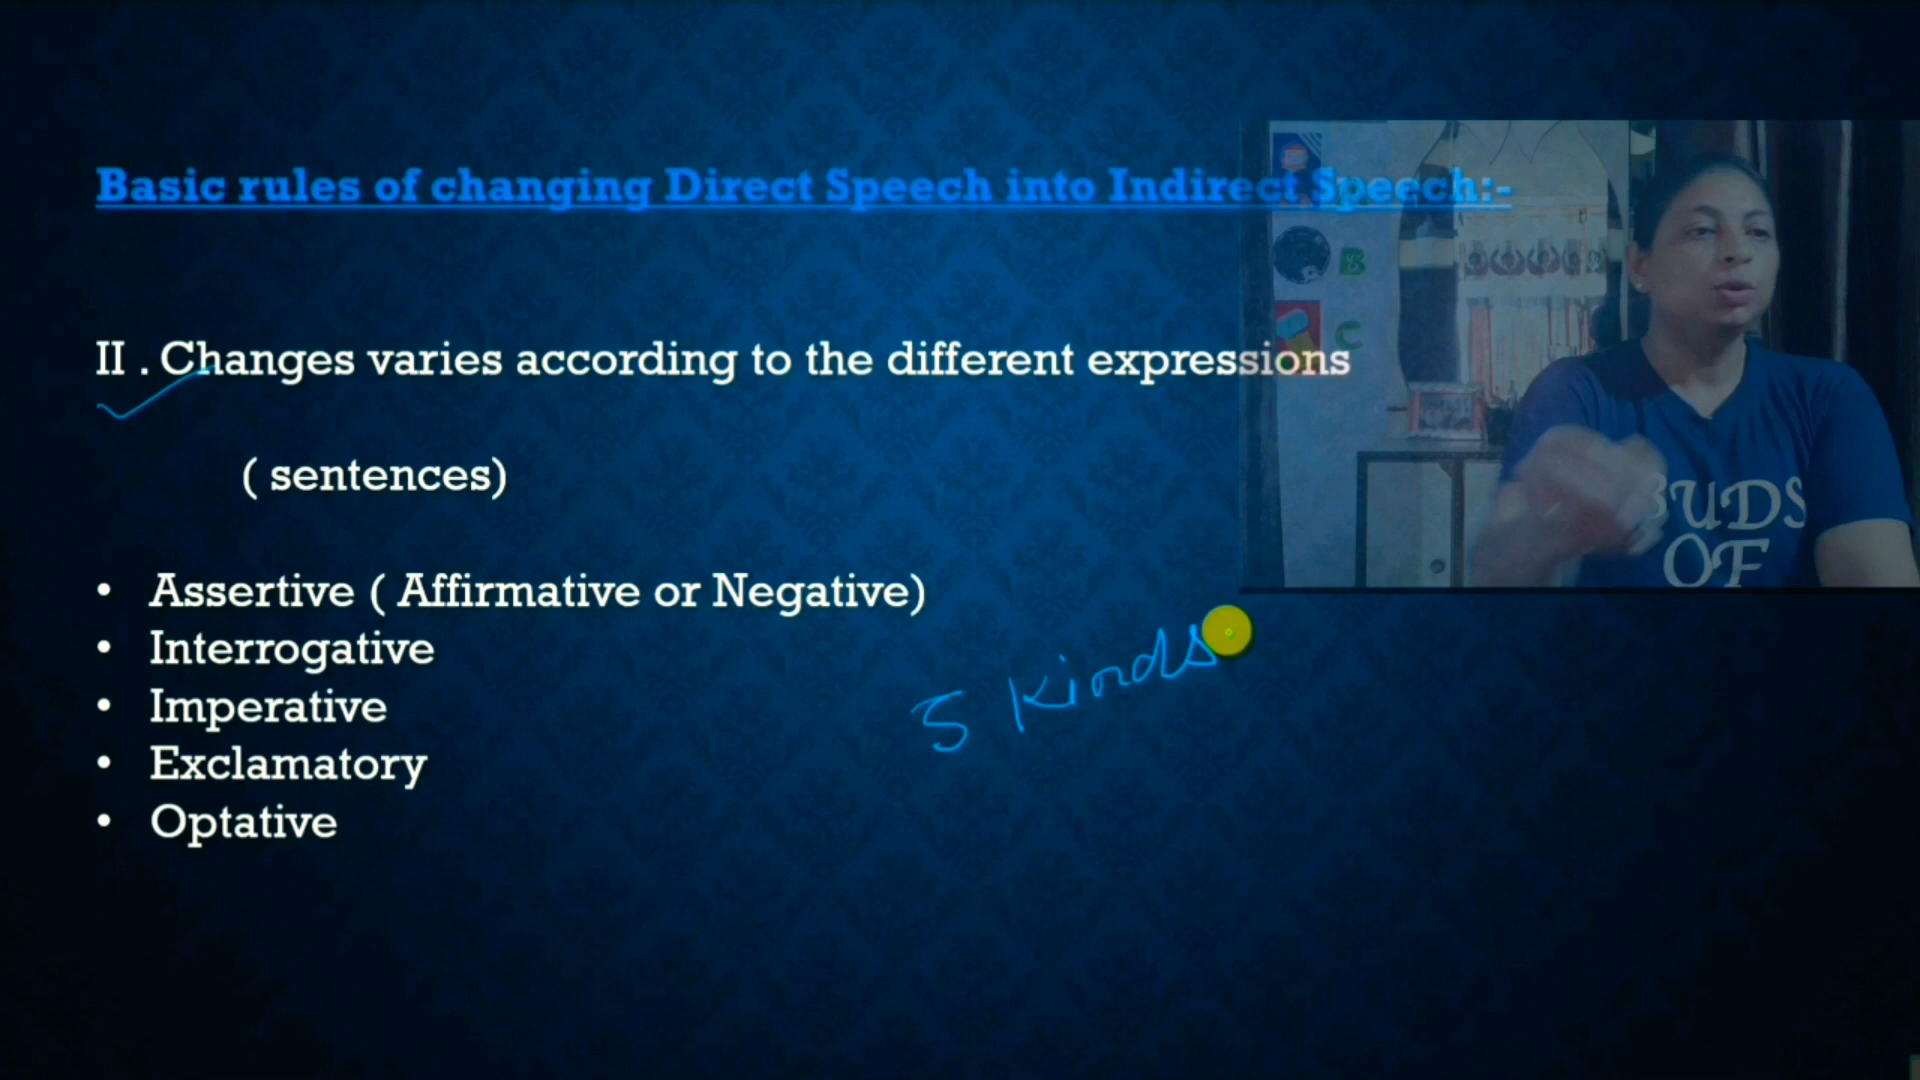 Basic rules of changing Direct Speech into Indirect Speech:-
II . Changes varies according to the different expressions
( sentences)
• Assertive ( Affirmative or Negative)
• Interrogative
• Imperative
• Exclamatory
• Optative
5 Kinds
B
C
BUDS
OF